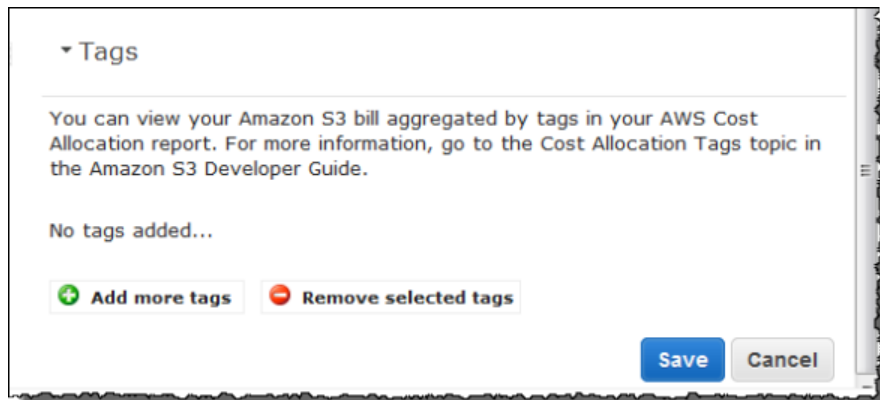 Tags
You can view your Amazon S3 bill aggregated by tags in your AWS Cost
Allocation report. For more information, go to the Cost Allocation Tags topic in
the Amazon S3 Developer Guide.
No tags added...
Add more tags Remove selected tags
Save Cancel